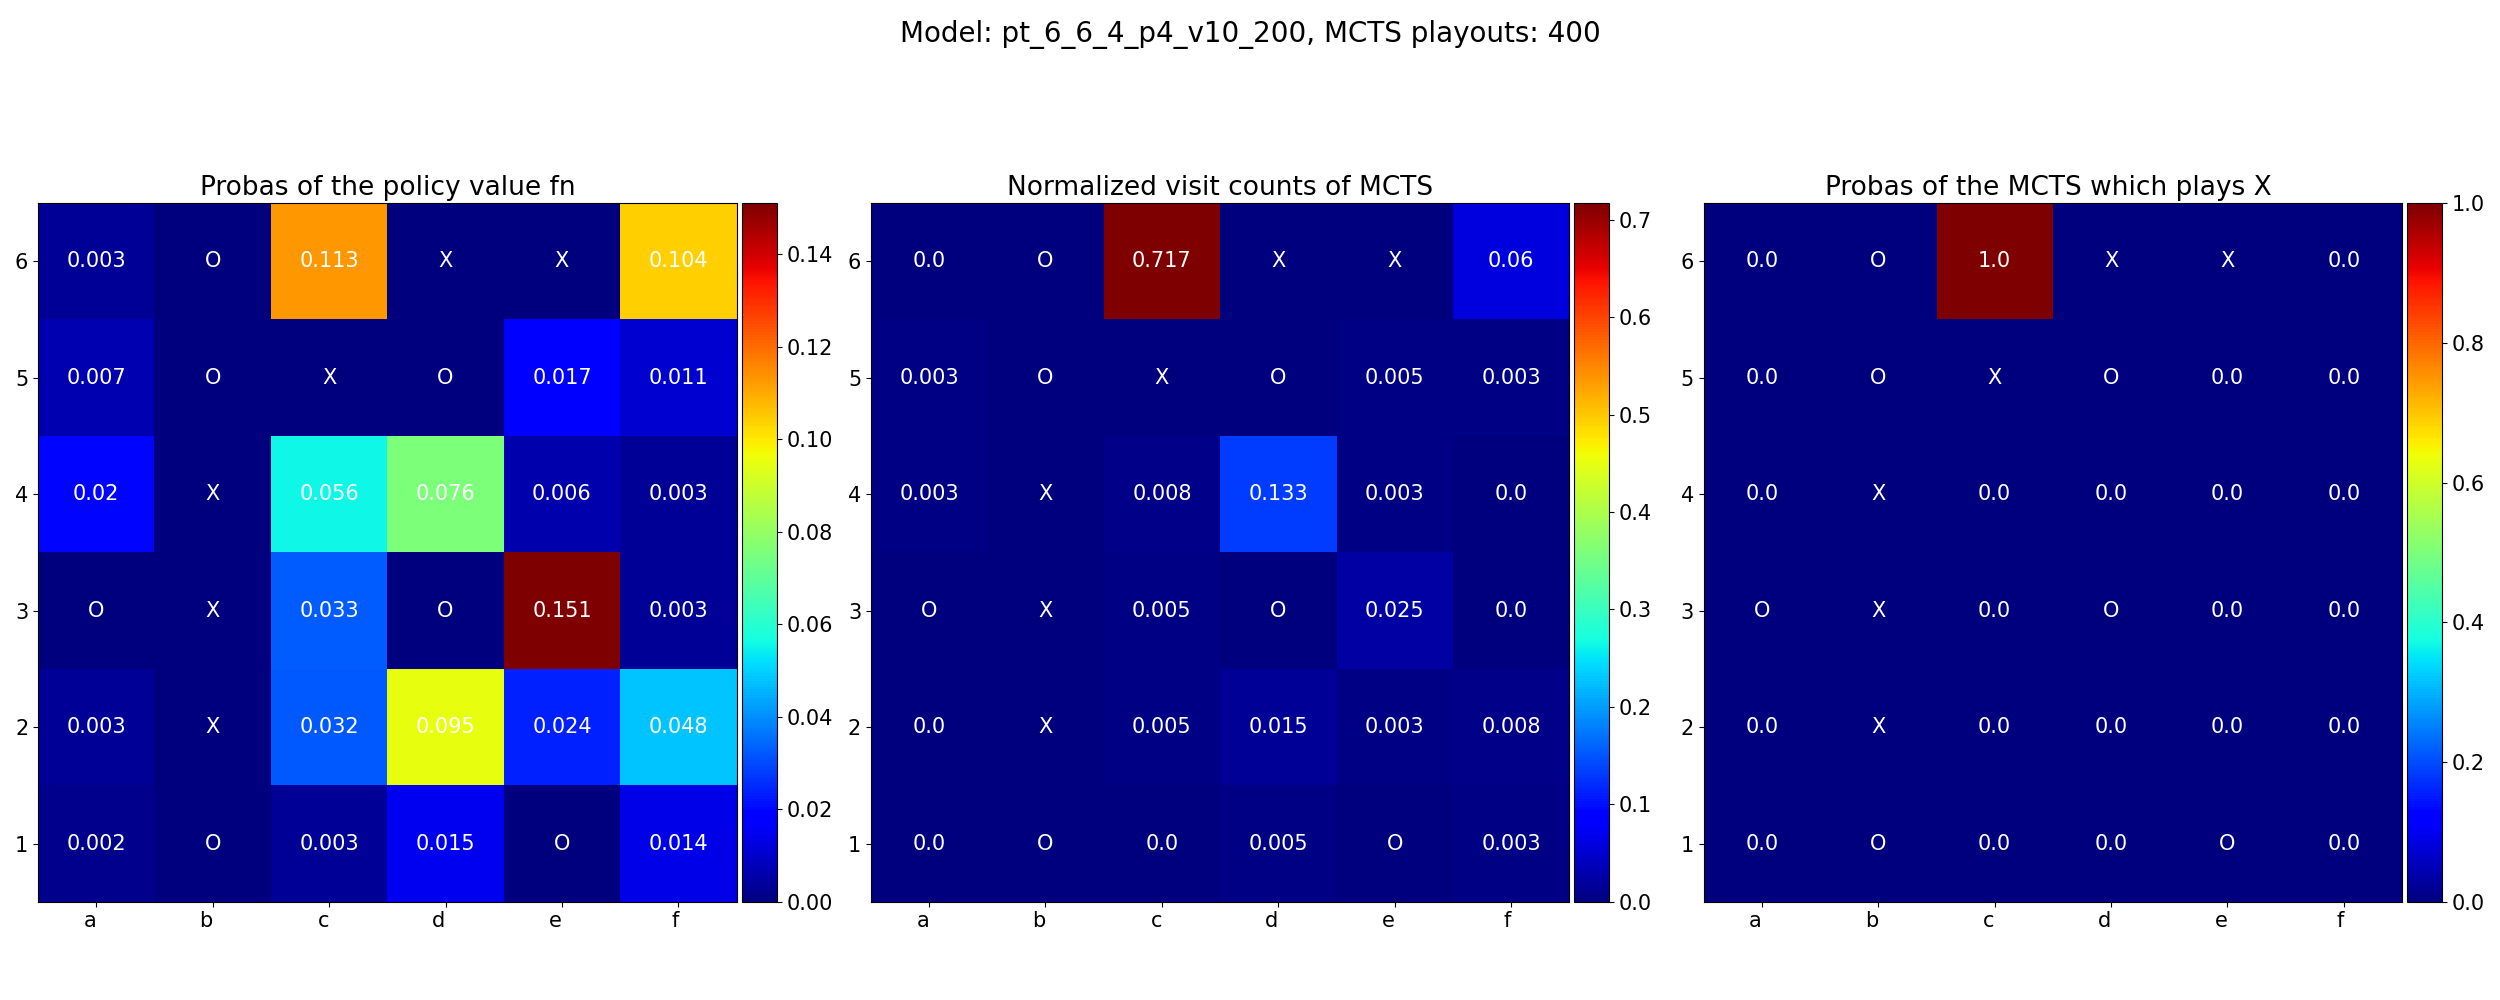 Model: pt_6_6_4_p4_v10_200, MCTS playouts: 400
Probas of the policy value fn
6 0.003 O 0.113 X X 0.104
5 0.007 O X O 0.017 0.011
4 0.02 X 0.056 0.076 0.006 0.003
3 O X 0.033 O 0.151 0.003
2 0.003 X 0.032 0.095 0.024 0.048
1 0.002 O 0.003 0.015 O 0.014
a b c d e f
0.14
0.12
0.10
0.08
0.06
0.04
0.02
0.00
Normalized visit counts of MCTS
6 0.0 O 0.717 X X 0.06
5 0.003 O X O 0.005 0.003
4 0.003 X 0.008 0.133 0.003 0.0
3 O X 0.005 O 0.025 0.0
2 0.0 X 0.005 0.015 0.003 0.008
1 0.0 O 0.0 0.005 O 0.003
a b c d e f
0.7
0.6
0.5
0.4
0.3
0.2
0.1
0.0
Probas of the MCTS which plays X
6 0.0 O 1.0 X X 0.0
5 0.0 O X O 0.0 0.0
4 0.0 X 0.0 0.0 0.0 0.0
3 O X 0.0 O 0.0 0.0
2 0.0 X 0.0 0.0 0.0 0.0
1 0.0 O 0.0 0.0 O 0.0
a b c d e f
1.0
0.8
0.6
0.4
0.2
0.0